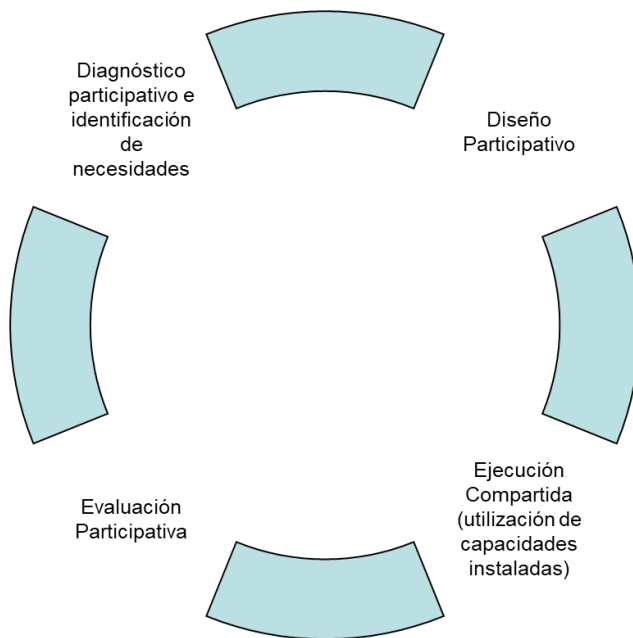 Diagnóstico
participativo e
identificación
de
necesidades
Diseño
Participativo
Ejecución
Compartida
(utilización de
capacidades
instaladas)
Evaluación
Participativa